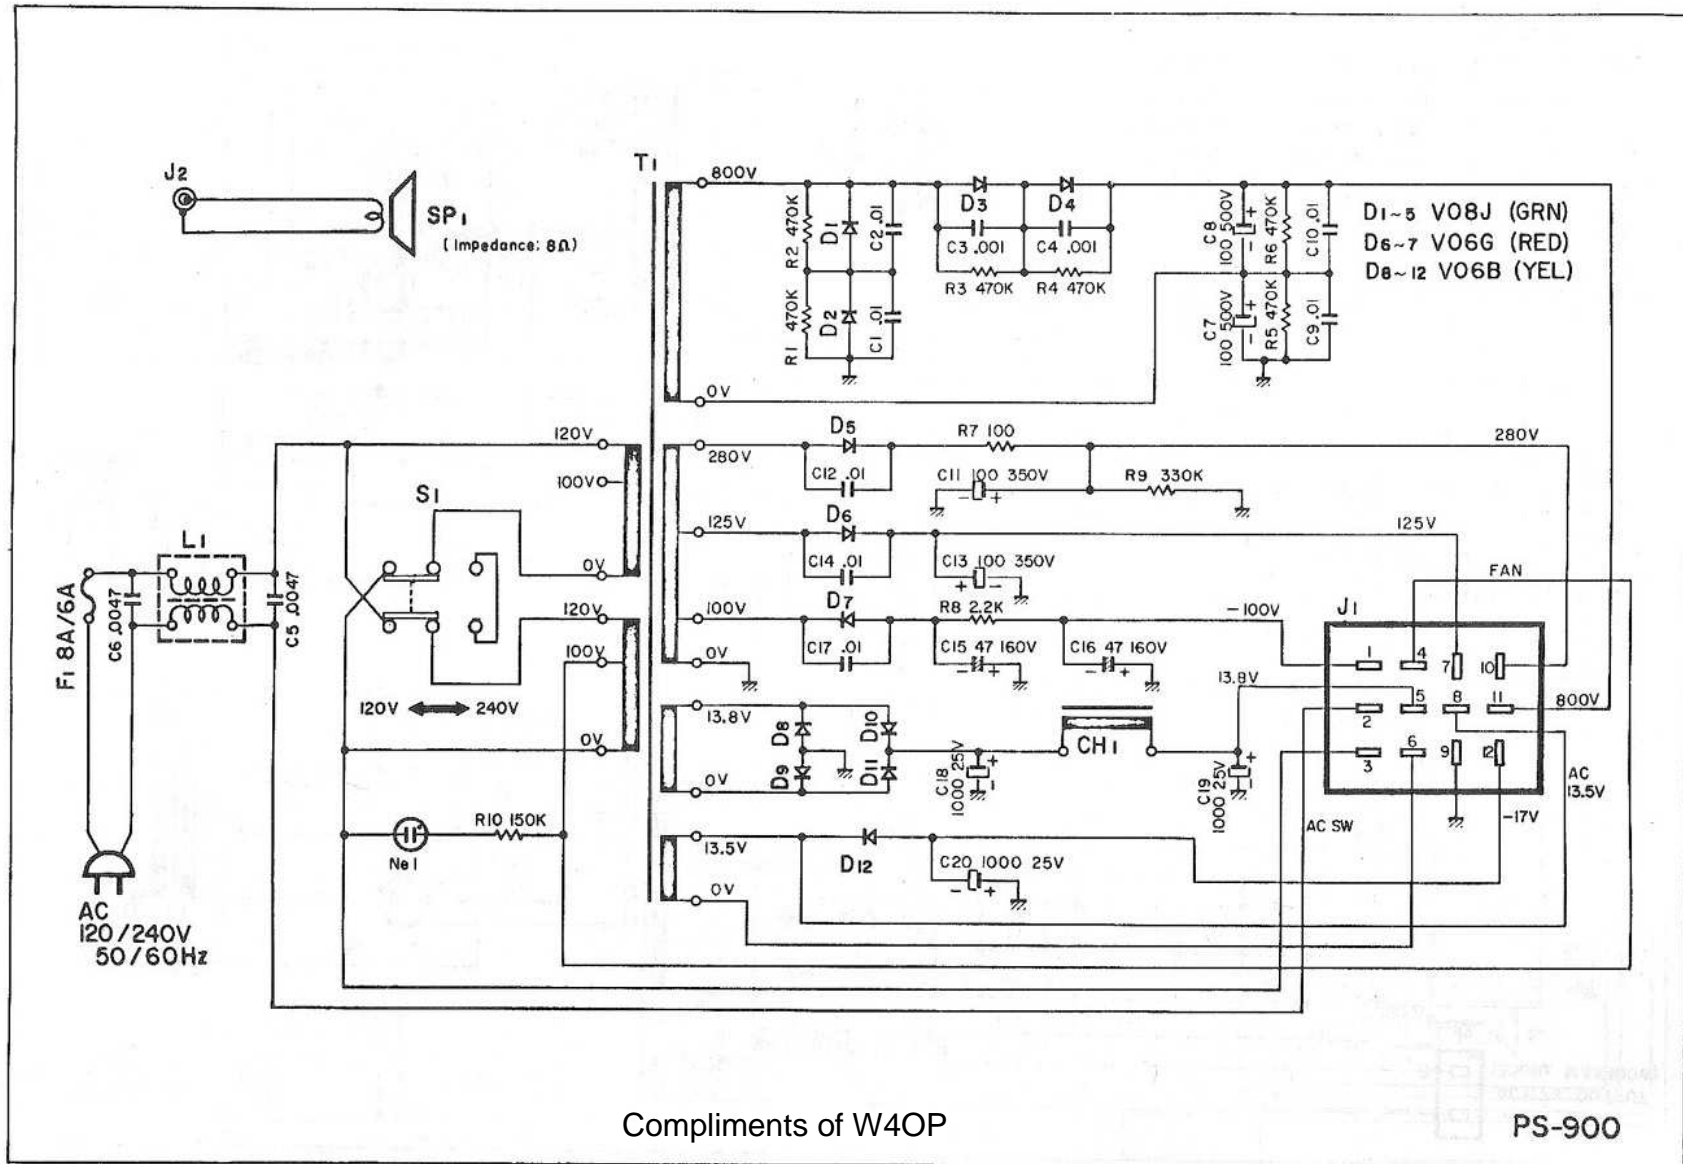 J2
SP1
(Impedance: 8Ω)
T1
800V
R2 470K
D1
C2 .01
D3
D4
C3 .001
C4 .001
R3 470K
R4 470K
R1 470K
D2
C1 .01
C8
100 500V
+
-
R6 470K
C10 .01
C7
100 500V
+
-
R5 470K
C9 .01
D1~5 V08J (GRN)
D6~7 V06G (RED)
D8~12 V06B (YEL)
0V
120V
100V
0V
S1
120V
100V
0V
120V
240V
L1
F1 8A/6A
C6 .0047
C5 .0047
AC
120/240V
50/60Hz
Ne1
R10 150K
280V
D5
C12 .01
R7 100
C11 100 350V
- +
R9 330K
280V
125V
D6
C14 .01
C13 100 350V
+ -
125V
100V
D7
C17 .01
R8 2.2K
C15 47 160V
- +
C16 47 160V
- +
-100V
0V
13.8V
D8
D10
D9
D11
0V
C18
1000 25V
+
-
CH1
13.8V
C19
1000 25V
+
-
13.5V
D12
C20 1000 25V
- +
0V
FAN
J1
1
4
7
10
2
5
8
11
3
6
9
12
800V
AC
13.5V
-17V
AC SW
Compliments of W4OP
PS-900